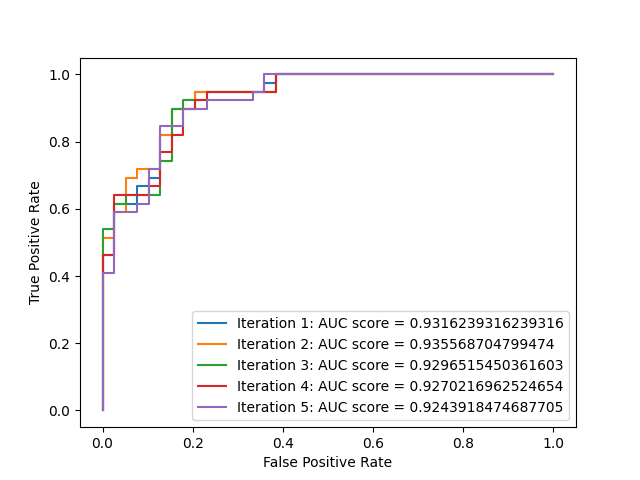 1.0
0.8
0.6
0.4
0.2
0.0
True Positive Rate
Iteration 1: AUC score = 0.9316239316239316
Iteration 2: AUC score = 0.935568704799474
Iteration 3: AUC score = 0.9296515450361603
Iteration 4: AUC score = 0.9270216962524654
Iteration 5: AUC score = 0.9243918474687705
0.0 0.2 0.4 0.6 0.8 1.0
False Positive Rate